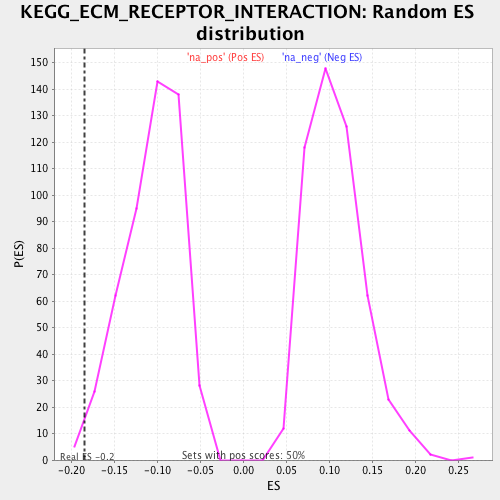 KEGG_ECM_RECEPTOR_INTERACTION: Random ES
distribution
'na_pos' (Pos ES) 'na_neg' (Neg ES)
150
140
130
120
110
100
90
80
70
60
50
40
30
20
10
0
P(ES)
Real ES -0.2
Sets with pos scores: 50%
-0.20 -0.15 -0.10 -0.05 0.00 0.05 0.10 0.15 0.20 0.25
ES